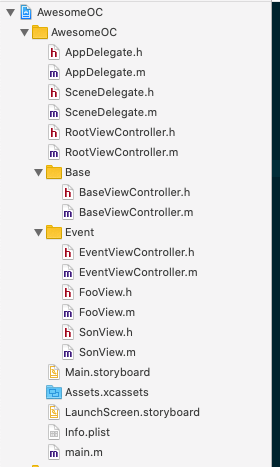 AwesomeOC
AwesomeOC
h AppDelegate.h
m AppDelegate.m
h SceneDelegate.h
m SceneDelegate.m
h RootViewController.h
m RootViewController.m
Base
h BaseViewController.h
m BaseViewController.m
Event
h EventViewController.h
m EventViewController.m
h FooView.h
m FooView.m
h SonView.h
m SonView.m
Main.storyboard
Assets.xcassets
LaunchScreen.storyboard
Info.plist
m main.m